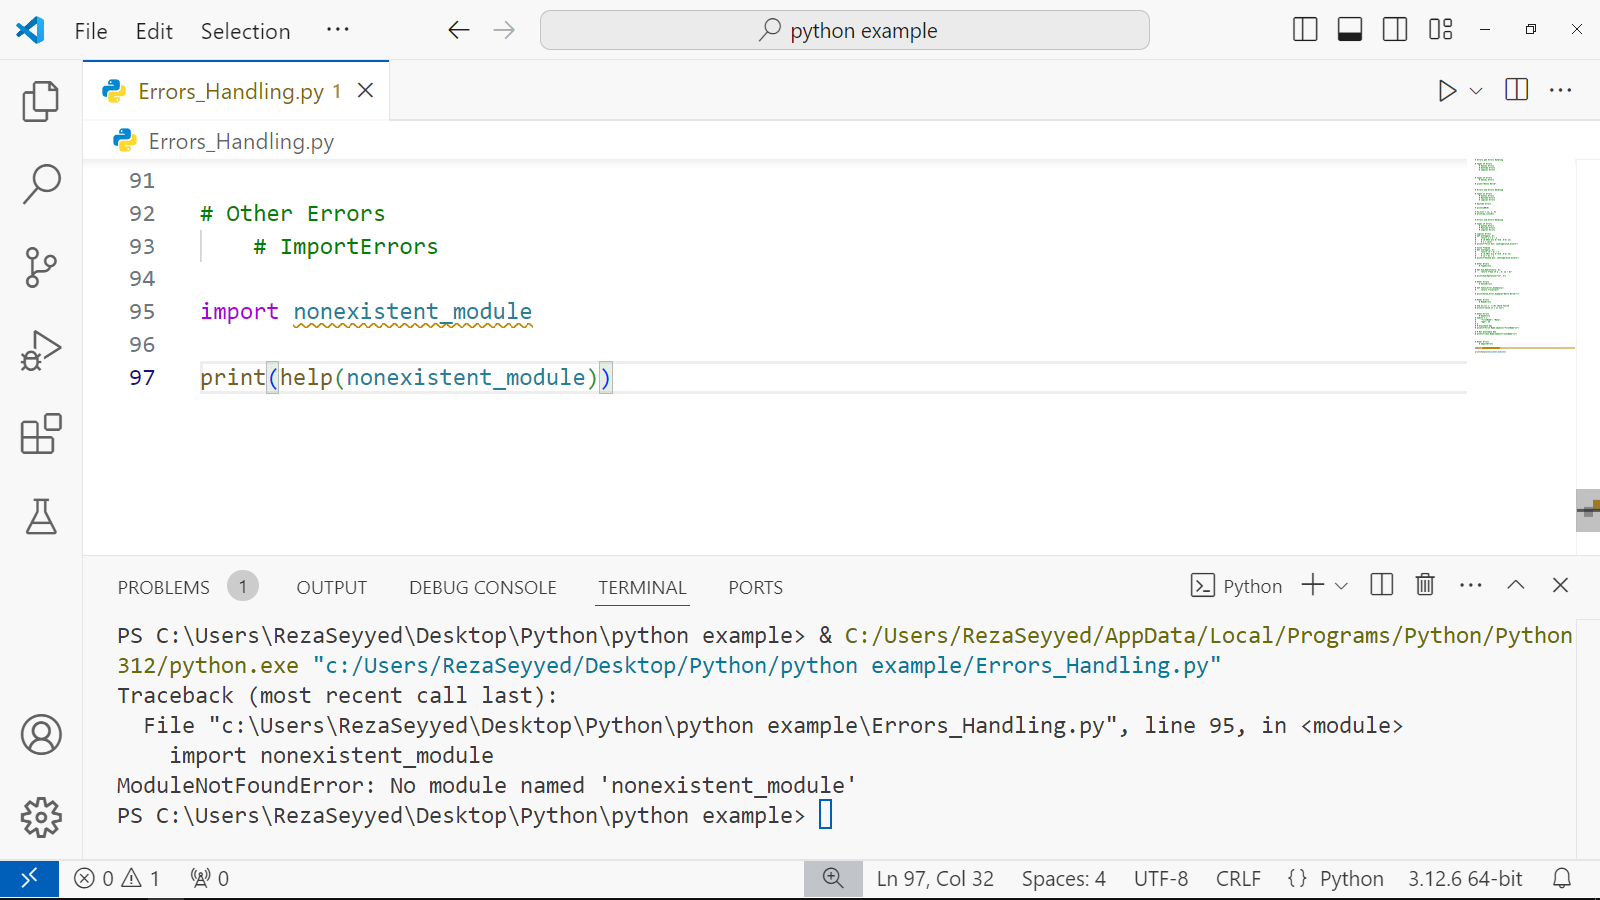 File Edit Selection ··· python example
Errors_Handling.py 1
Errors_Handling.py
91
92 # Other Errors
93 # ImportErrors
94
95 import nonexistent_module
96
97 print(help(nonexistent_module))
PROBLEMS 1 OUTPUT DEBUG CONSOLE TERMINAL PORTS Python
PS C:\Users\RezaSeyyed\Desktop\Python\python example> & C:/Users/RezaSeyyed/AppData/Local/Programs/Python/Python
312/python.exe "c:/Users/RezaSeyyed/Desktop/Python/python example/Errors_Handling.py"
Traceback (most recent call last):
File "c:\Users\RezaSeyyed\Desktop\Python\python example\Errors_Handling.py", line 95, in <module>
import nonexistent_module
ModuleNotFoundError: No module named 'nonexistent_module'
PS C:\Users\RezaSeyyed\Desktop\Python\python example>
0 1 0 Ln 97, Col 32 Spaces: 4 UTF-8 CRLF {} Python 3.12.6 64-bit